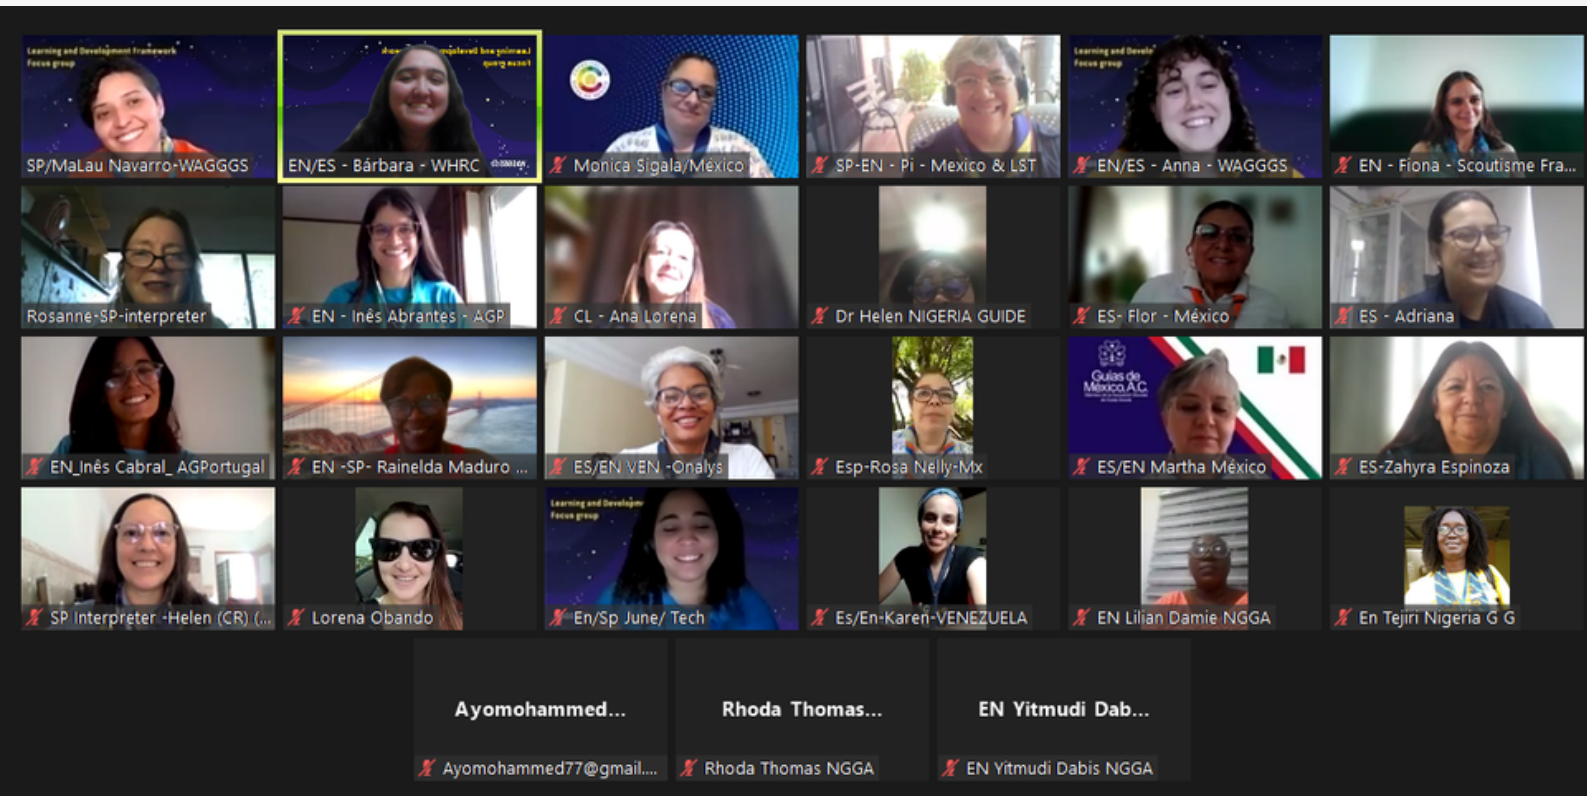 Learning and Development Framework
Focus group
SP/MaLau Navarro-WAGGGS
Focus group
EN/ES - Bárbara - WHRC
Monica Sigala/México
SP-EN - Pi - Mexico & LST
Learning and Develo
Focus group
EN/ES - Anna - WAGGGS
EN - Fiona - Scoutisme Fra...
Rosanne-SP-interpreter
EN - Inês Abrantes - AGP
CL - Ana Lorena
Dr Helen NIGERIA GUIDE
ES- Flor - México
ES - Adriana
EN_Inês Cabral_ AGPortugal
EN -SP- Rainelda Maduro ...
ES/EN VEN -Onalys
Esp-Rosa Nelly-Mx
Guías de
México, A.C.
ES/EN Martha México
ES-Zahyra Espinoza
SP Interpreter -Helen (CR) (...
Lorena Obando
Learning and Developm
Focus group
En/Sp June/ Tech
Es/En-Karen-VENEZUELA
EN Lilian Damie NGGA
En Tejiri Nigeria G G
Ayomohammed...
Ayomohammed77@gmail....
Rhoda Thomas...
Rhoda Thomas NGGA
EN Yitmudi Dab...
EN Yitmudi Dabis NGGA